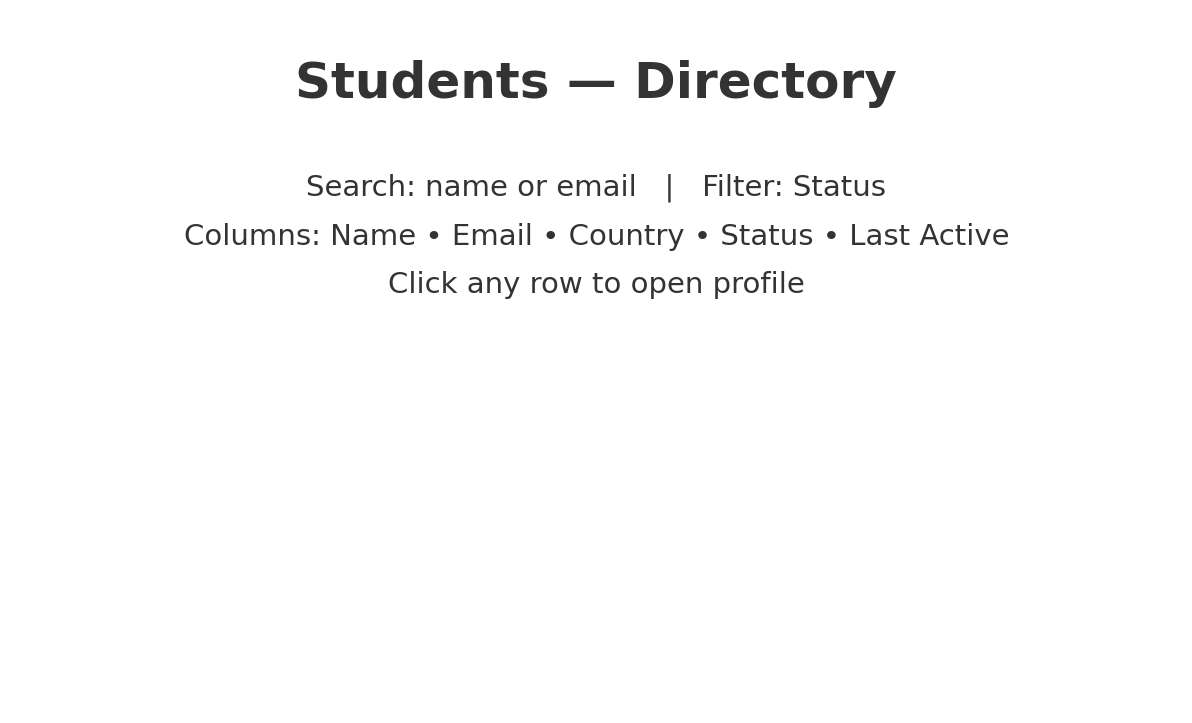 Students — Directory
Search: name or email | Filter: Status
Columns: Name • Email • Country • Status • Last Active
Click any row to open profile